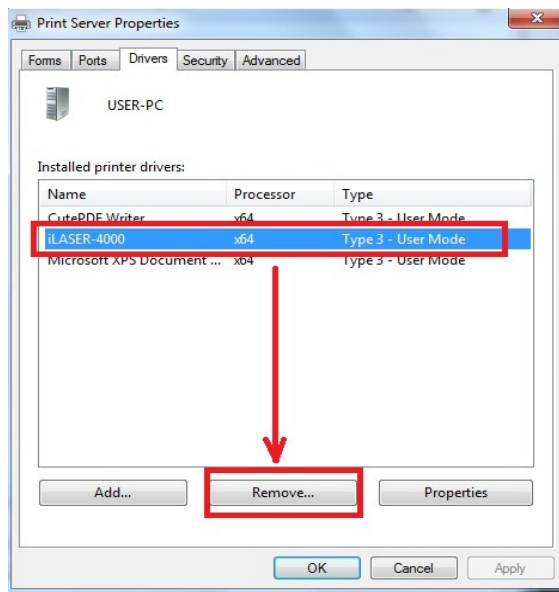 Print Server Properties
Forms Ports Drivers Security Advanced
USER-PC
Installed printer drivers:
Name Processor Type
CutePDF Writer x64 Type 3 - User Mode
iLASER-4000 x64 Type 3 - User Mode
Microsoft XPS Document ... x64 Type 3 - User Mode
Add... Remove... Properties
OK Cancel Apply